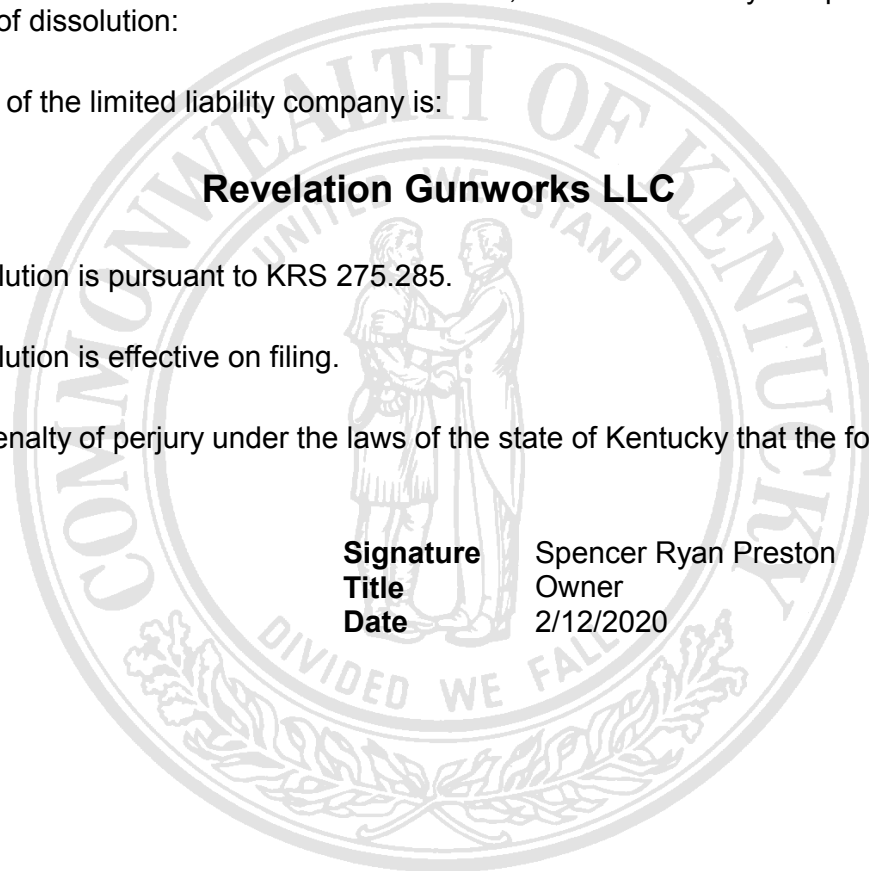 of dissolution:
of the limited liability company is:
Revelation Gunworks LLC
lution is pursuant to KRS 275.285.
lution is effective on filing.
enalty of perjury under the laws of the state of Kentucky that the fo
Signature Spencer Ryan Preston
Title Owner
Date 2/12/2020
COMMONWEALTH OF KENTUCKY
UNITED WE STAND
DIVIDED WE FALL